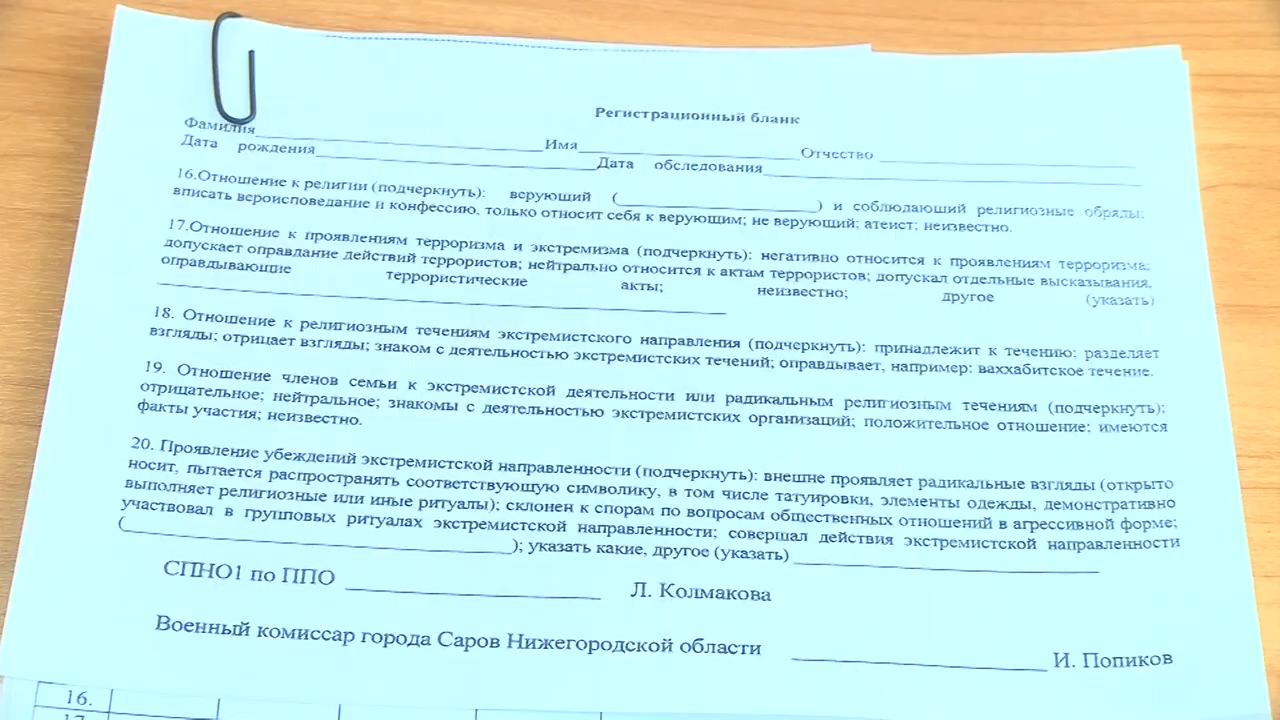 Регистрационный бланк
Фамилия Имя Отчество
Дата рождения Дата обследования
16.Отношение к религии (подчеркнуть): верующий ( ) и соблюдающий религиозные обряды;
вписать вероисповедание и конфессию, только относит себя к верующим; не верующий; атеист; неизвестно.
17.Отношение к проявлениям терроризма и экстремизма (подчеркнуть): негативно относится к проявлениям терроризма;
допускает оправдание действий террористов; нейтрально относится к актам террористов; допускал отдельные высказывания,
оправдывающие террористические акты; неизвестно; другое (указать)
18. Отношение к религиозным течениям экстремистского направления (подчеркнуть): принадлежит к течению; разделяет
взгляды; отрицает взгляды; знаком с деятельностью экстремистских течений; оправдывает, например: ваххабитское течение.
19. Отношение членов семьи к экстремистской деятельности или радикальным религиозным течениям (подчеркнуть):
отрицательное; нейтральное; знакомы с деятельностью экстремистских организаций; положительное отношение; имеются
факты участия; неизвестно.
20. Проявление убеждений экстремистской направленности (подчеркнуть): внешне проявляет радикальные взгляды (открыто
носит, пытается распространять соответствующую символику, в том числе татуировки, элементы одежды, демонстративно
выполняет религиозные или иные ритуалы); склонен к спорам по вопросам общественных отношений в агрессивной форме;
участвовал в групповых ритуалах экстремистской направленности; совершал действия экстремистской направленности
( ); указать какие, другое (указать)
СПНО1 по ППО Л. Колмакова
Военный комиссар города Саров Нижегородской области И. Попиков
16.